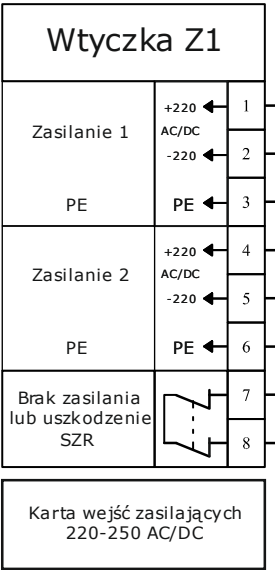 Wtyczka Z1
Zasilanie 1
+220
AC/DC
-220
1
2
PE
PE
3
Zasilanie 2
+220
AC/DC
-220
4
5
PE
PE
6
Brak zasilania
lub uszkodzenie
SZR
7
8
Karta wejść zasilających
220-250 AC/DC